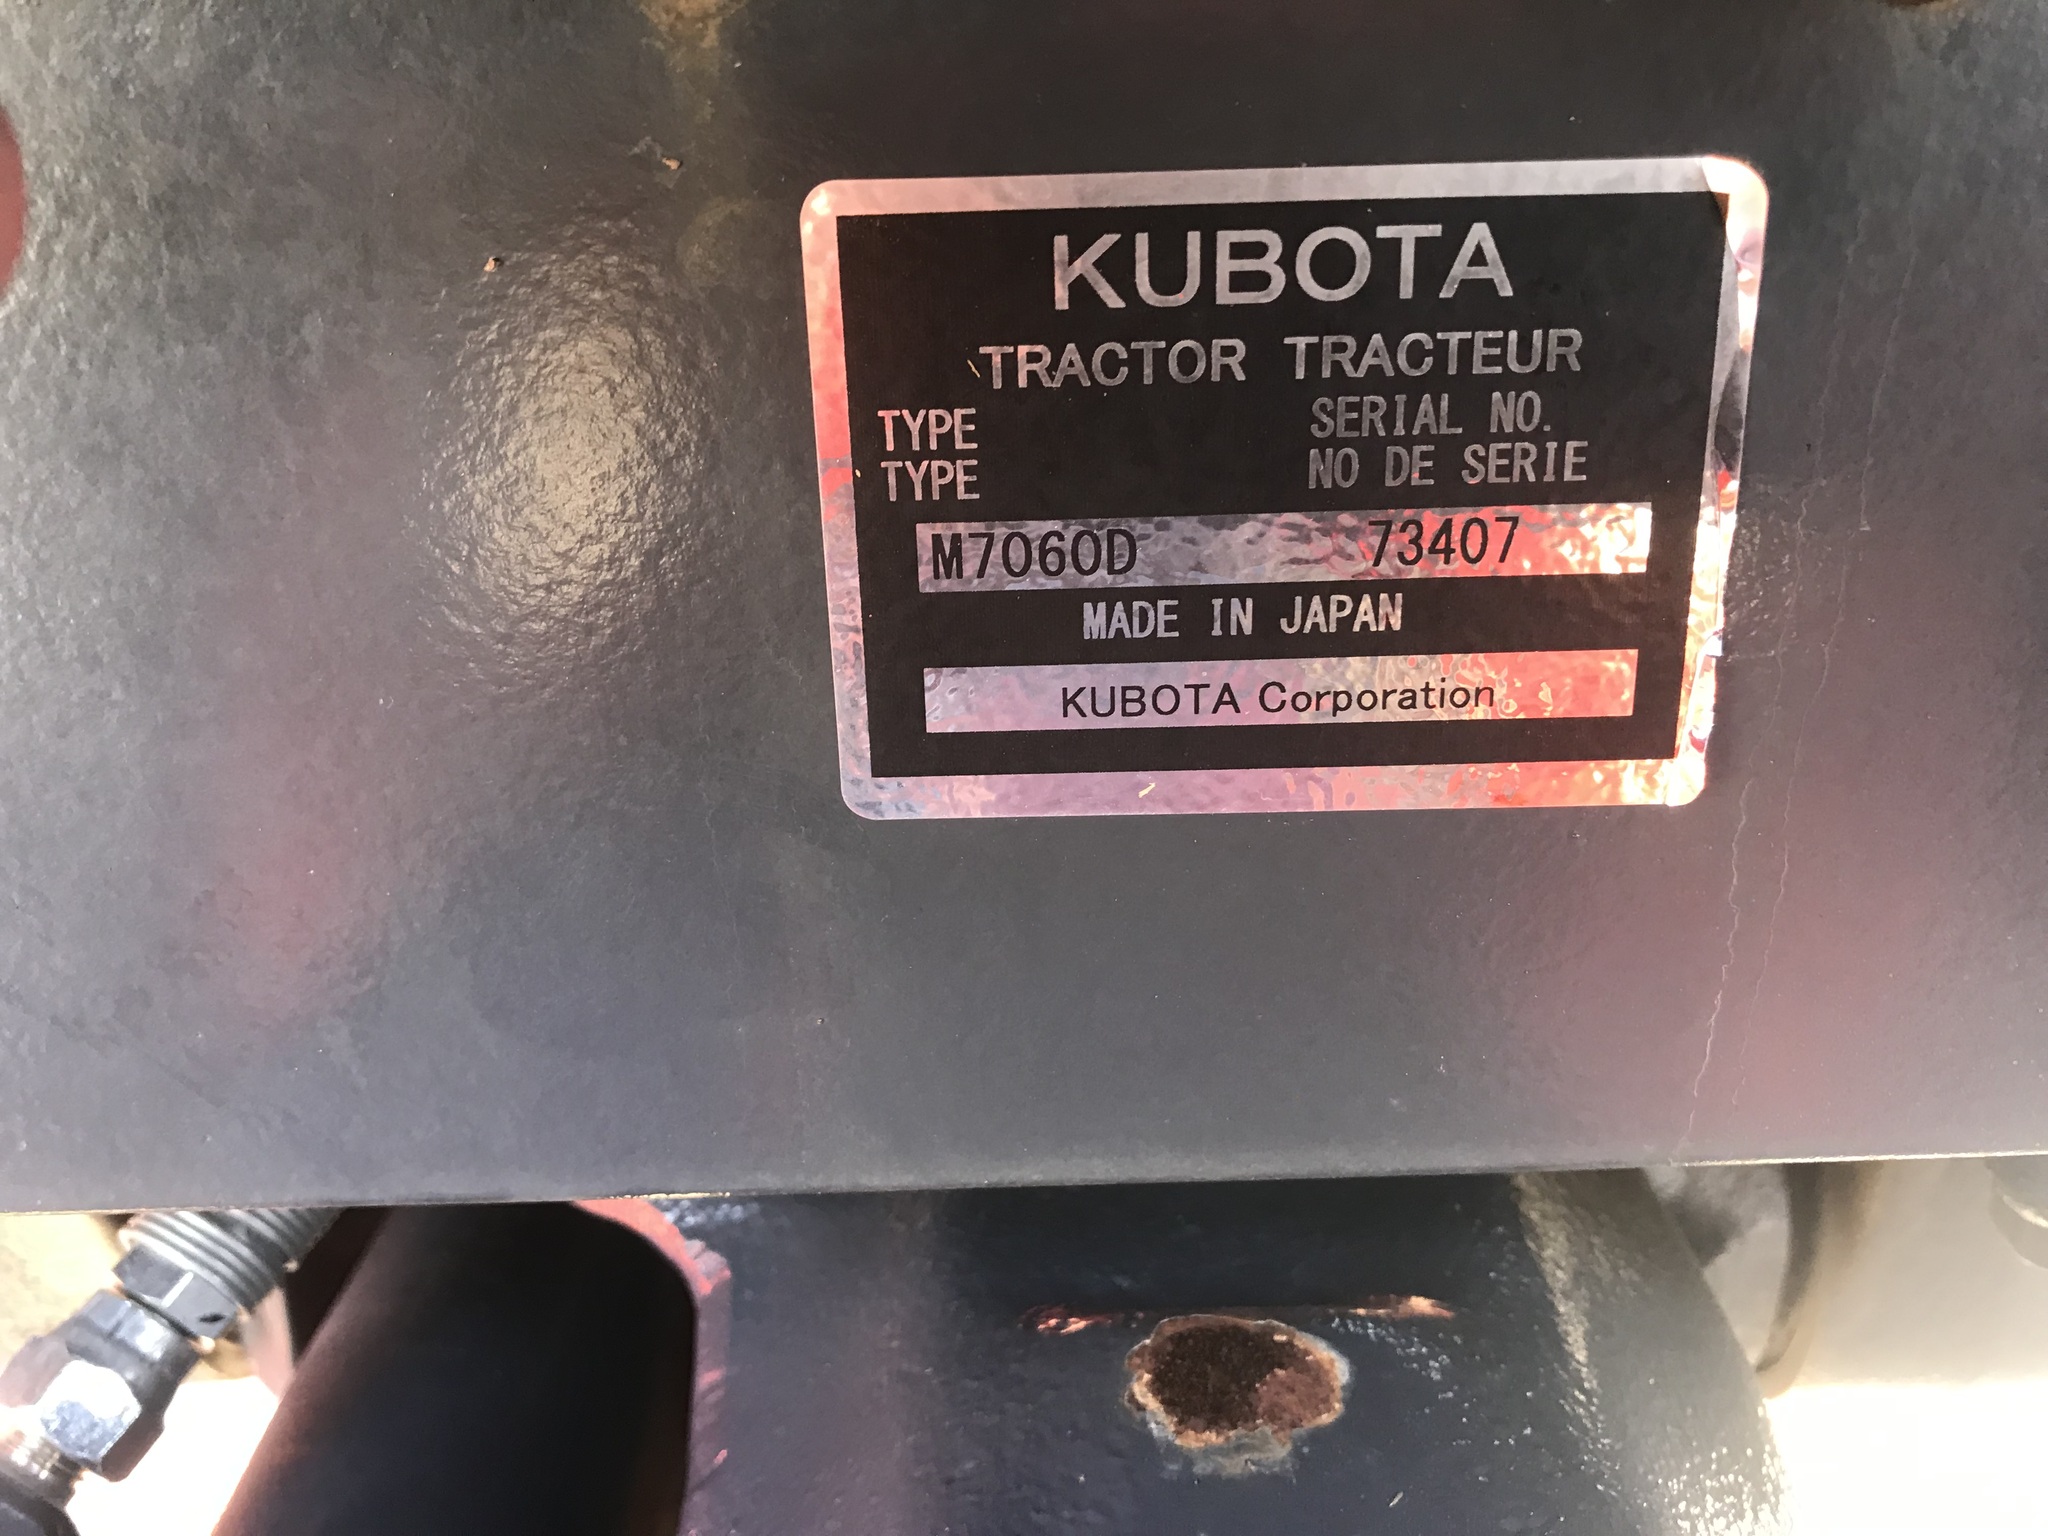 KUBOTA
TRACTOR TRACTEUR
TYPE SERIAL NO.
TYPE NO DE SERIE
M7060D 73407
MADE IN JAPAN
KUBOTA Corporation